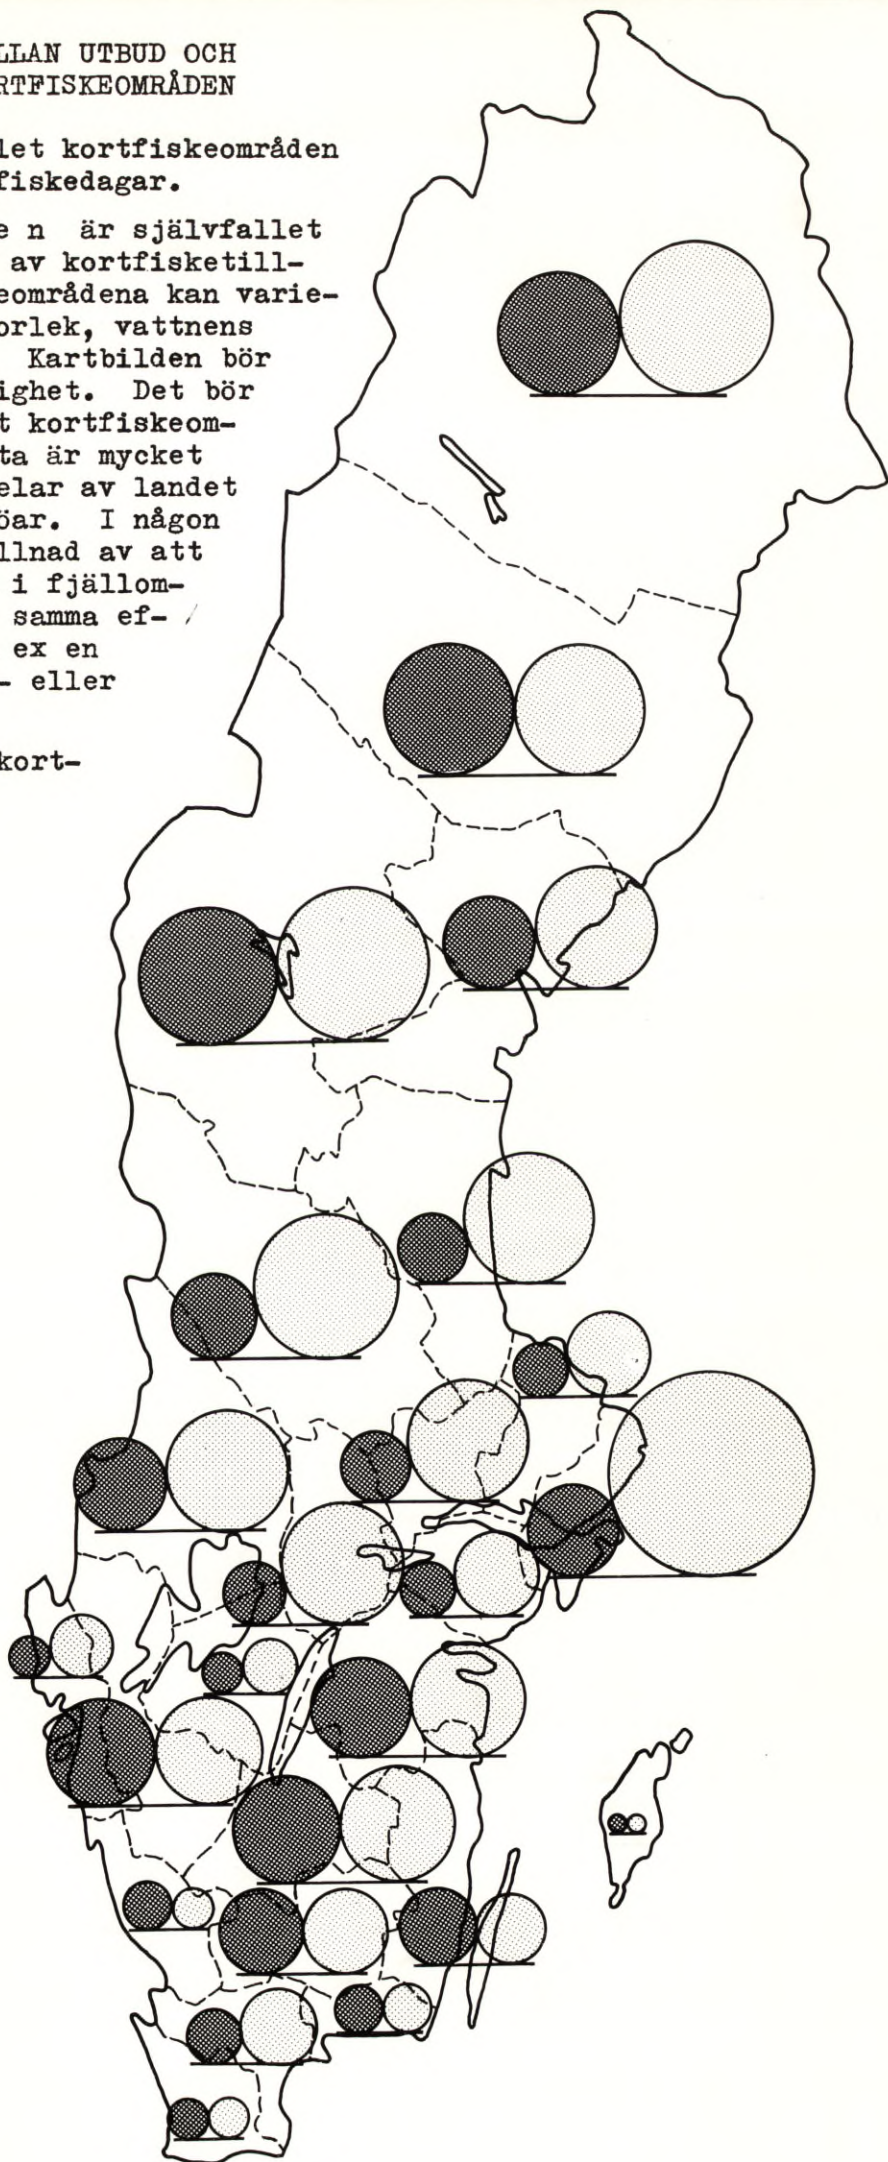 LLAN UTBUD OCH
RTFISKEOMRÅDEN
let kortfiskeområden
fiskedagar.
e n är självfallet
av kortfisketill-
eområdena kan varie-
orlek, vattnens
Kartbilden bör
ighet. Det bör
t kortfiskeom-
ta är mycket
elar av landet
öar. I någon
llnad av att
i fjällom-
samma ef-
ex en
- eller
kort-